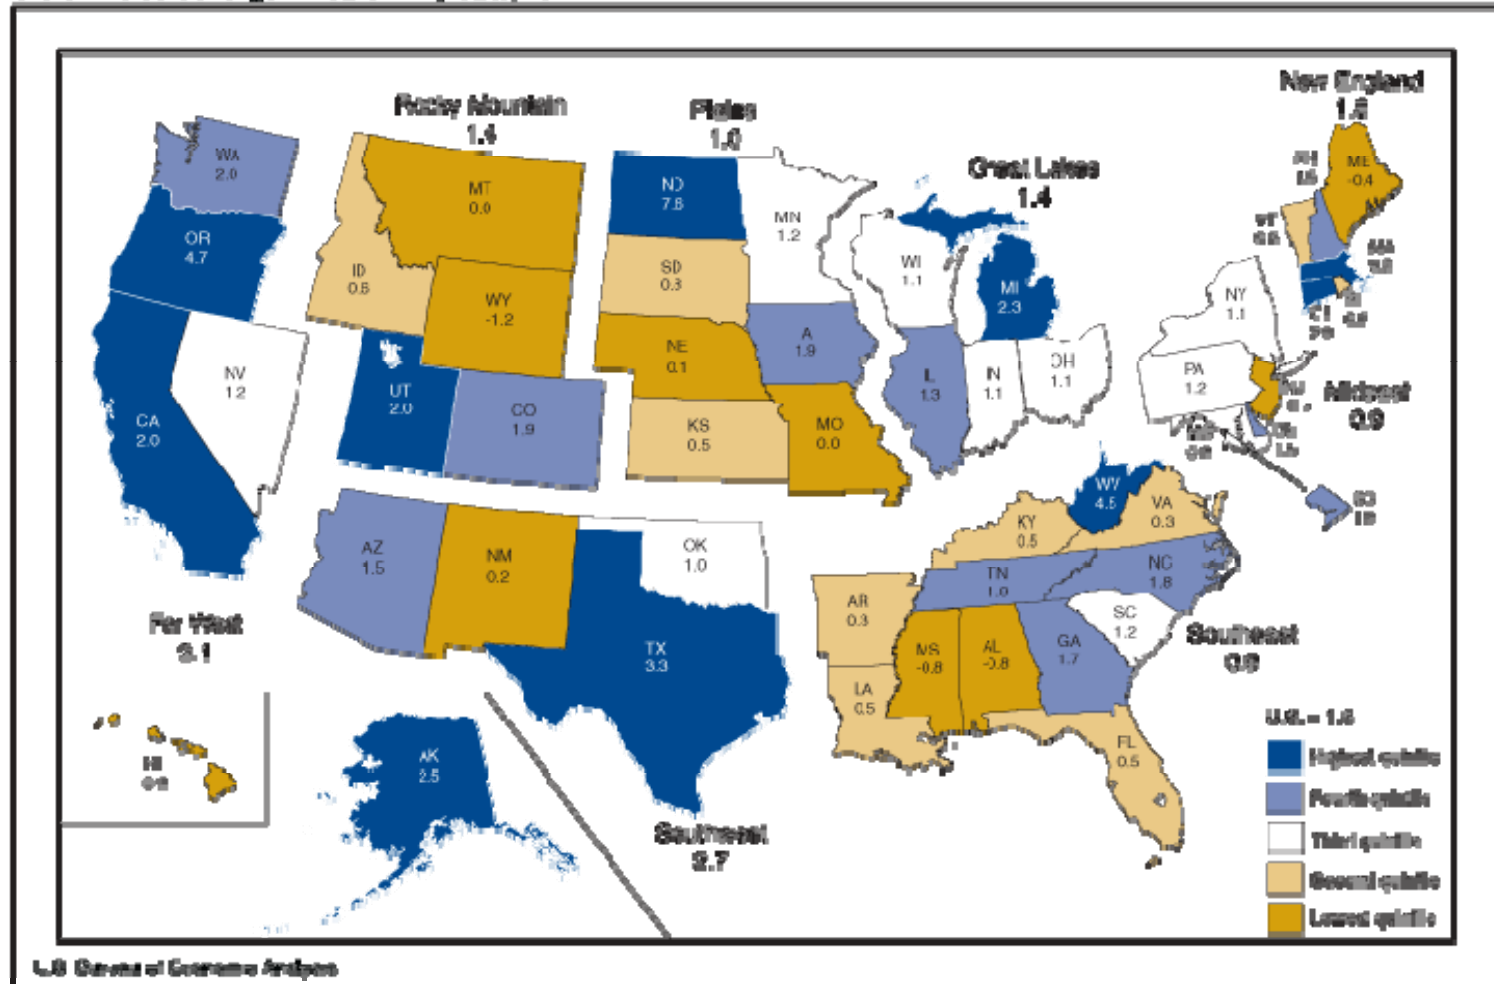 Rocky Mountain
1.4
Plains
1.0
New England
Great Lakes
1.4
WA
2.0
OR
4.7
CA
2.0
NV
1.2
ID
MT
WY
-1.2
UT
2.0
CO
1.9
ND
SD
0.3
NE
0.1
KS
0.5
MN
1.2
A
1.9
MO
0.0
WI
1.1
IL
1.3
MI
2.3
IN
1.1
OH
1.1
ME
-0.4
NY
1.1
PA
1.2
Mideast
WV
4.5
VA
0.3
KY
0.5
TN
1.0
NC
1.8
SC
1.2
GA
1.7
AL
-0.8
MS
-0.8
AR
0.3
LA
0.5
FL
0.5
Southeast
AZ
1.5
NM
0.2
OK
1.0
TX
3.3
Far West
AK
2.5
HI
Southwest
Highest quintile
Fourth quintile
Third quintile
Second quintile
Lowest quintile